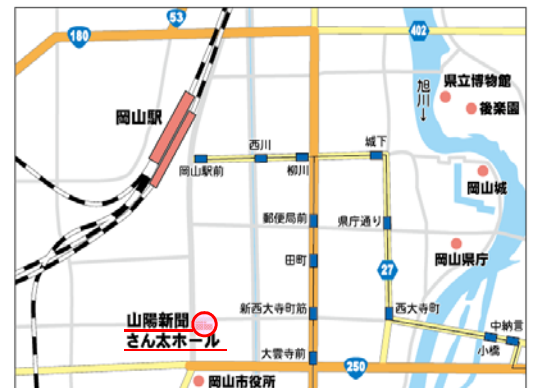 53
180
402
県立博物館
旭川↓
後楽園
岡山駅
西川
城下
岡山駅前
柳川
岡山城
郵便局前
県庁通り
岡山県庁
田町
27
新西大寺町筋
西大寺町
山陽新聞
さん太ホール
中納言
小橋
大雲寺前
250
岡山市役所